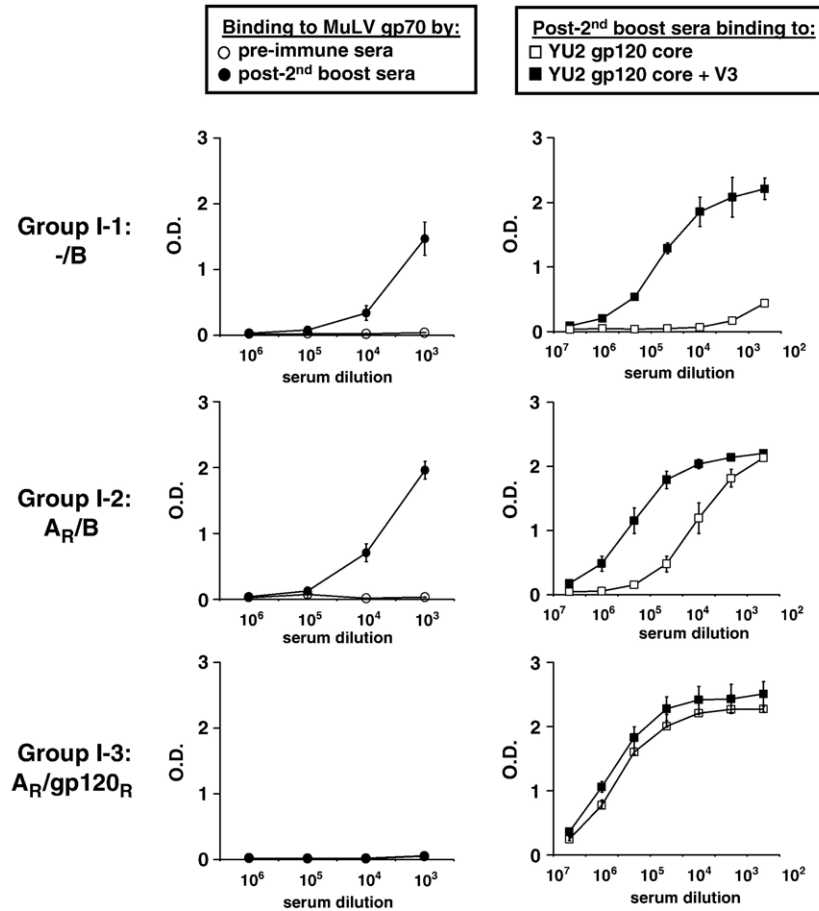 Binding to MuLV gp70 by:
○ pre-immune sera
● post-2nd boost sera
Post-2nd boost sera binding to:
□ YU2 gp120 core
■ YU2 gp120 core + V3
Group I-1:
-/B
O.D.
3
2
1
0
10⁶ 10⁵ 10⁴ 10³
serum dilution
O.D.
3
2
1
0
10⁷ 10⁶ 10⁵ 10⁴ 10³ 10²
serum dilution
Group I-2:
A_R/B
O.D.
3
2
1
0
10⁶ 10⁵ 10⁴ 10³
serum dilution
O.D.
3
2
1
0
10⁷ 10⁶ 10⁵ 10⁴ 10³ 10²
serum dilution
Group I-3:
A_R/gp120_R
O.D.
3
2
1
0
10⁶ 10⁵ 10⁴ 10³
serum dilution
O.D.
3
2
1
0
10⁷ 10⁶ 10⁵ 10⁴ 10³ 10²
serum dilution